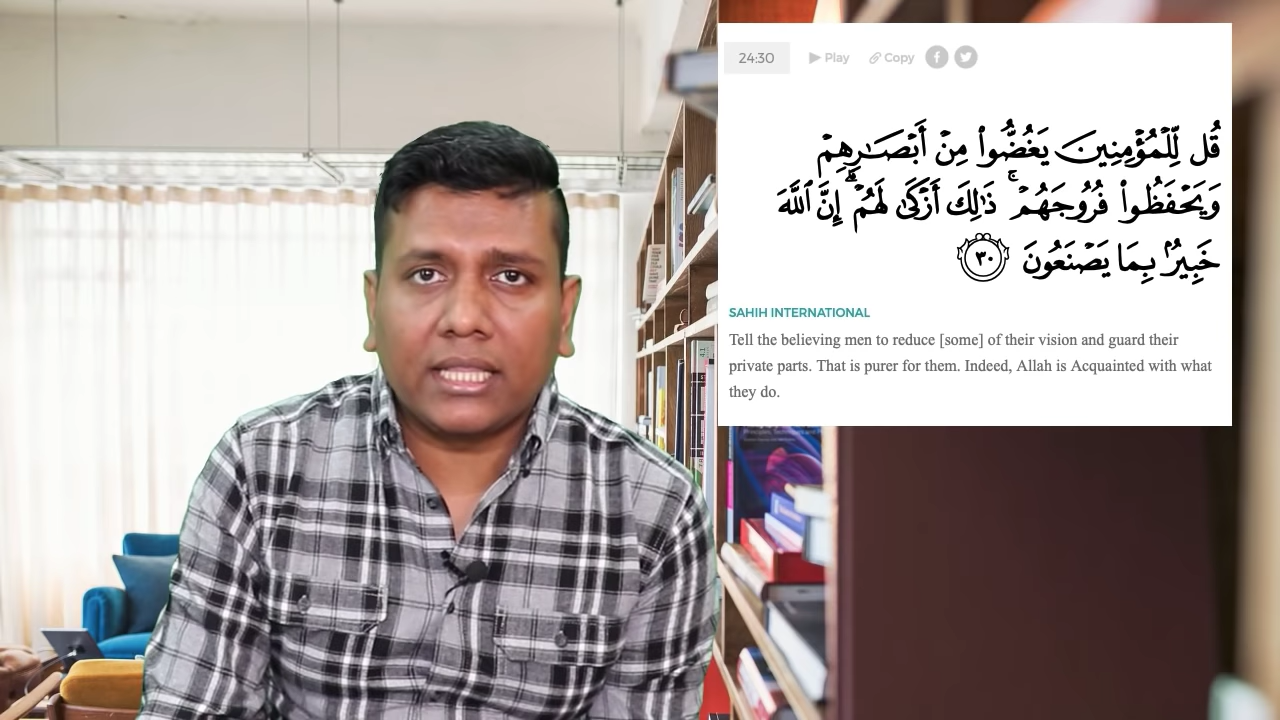 24:30 Play Copy
قُل لِّلْمُؤْمِنِينَ يَغُضُّوا۟ مِنْ أَبْصَـٰرِهِمْ
وَيَحْفَظُوا۟ فُرُوجَهُمْ ۚ ذَٰلِكَ أَزْكَىٰ لَهُمْ ۗ إِنَّ ٱللَّهَ
خَبِيرٌۢ بِمَا يَصْنَعُونَ ٣٠
SAHIH INTERNATIONAL
Tell the believing men to reduce [some] of their vision and guard their
private parts. That is purer for them. Indeed, Allah is Acquainted with what
they do.